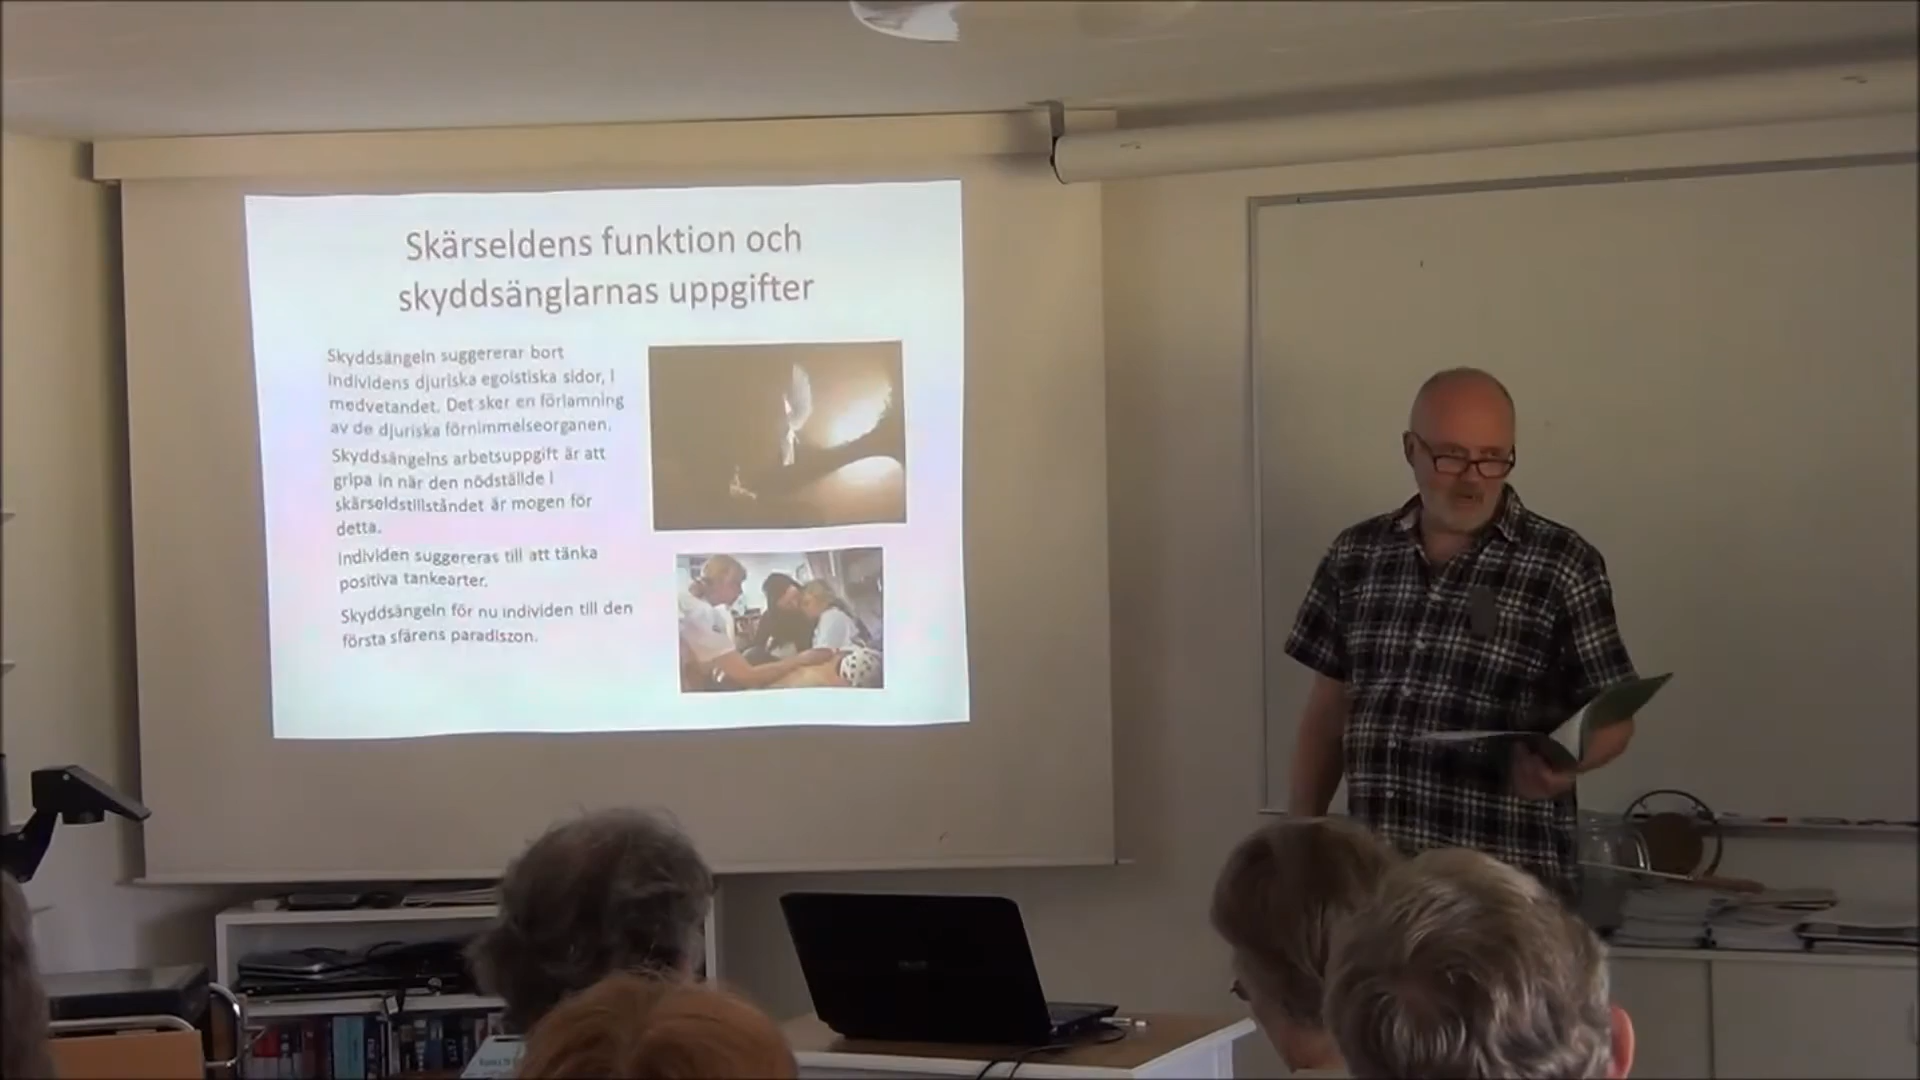 Skärseldens funktion och
skyddsänglarnas uppgifter
Skyddsängeln suggererar bort
individens djuriska egoistiska sidor, i
medvetandet. Det sker en förlamning
av de djuriska förnimmelseorganen.
Skyddsängelns arbetsuppgift är att
gripa in när den nödställde i
skärseldstillståndet är mogen för
detta.
Individen suggereras till att tänka
positiva tankearter.
Skyddsängeln för nu individen till den
första sfärens paradiszon.